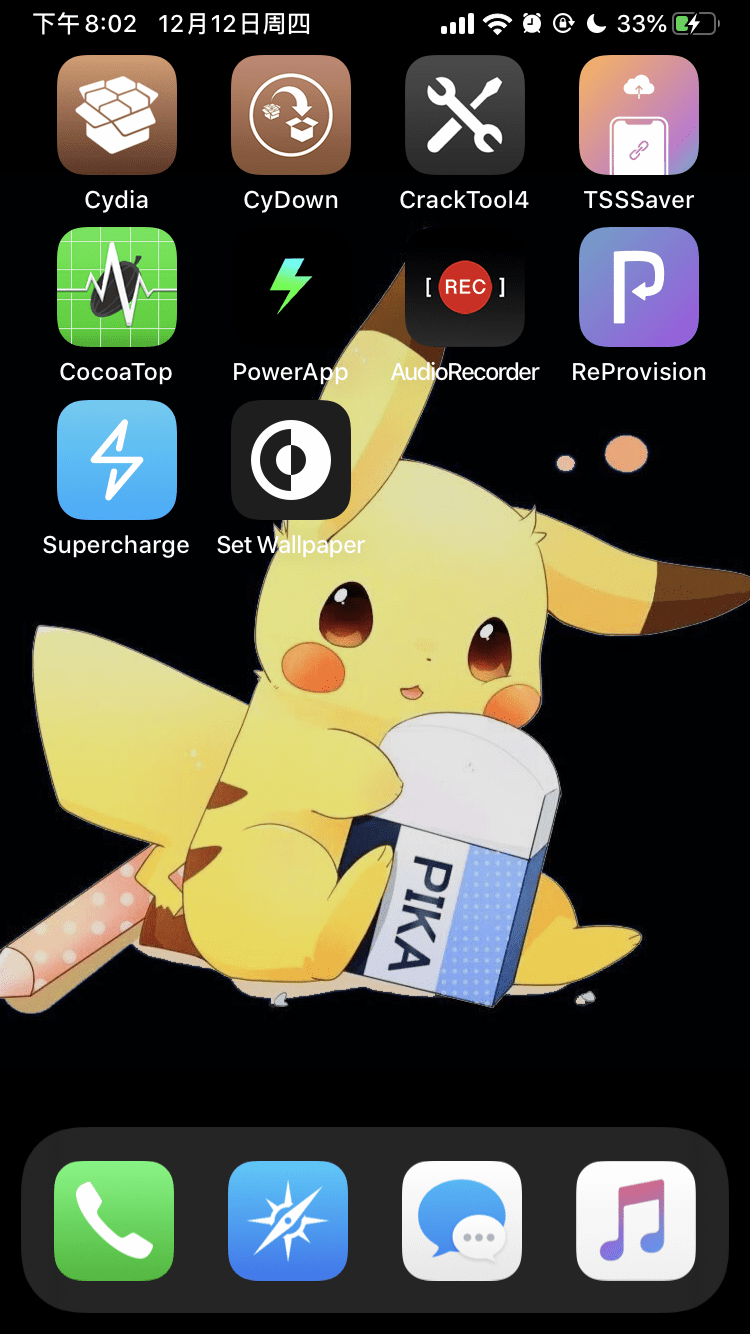 下午 8:02 12月12日周四 33%
Cydia CyDown CrackTool4 TSSSaver
[ REC ]
CocoaTop PowerApp AudioRecorder ReProvision
Supercharge Set Wallpaper
PIKA